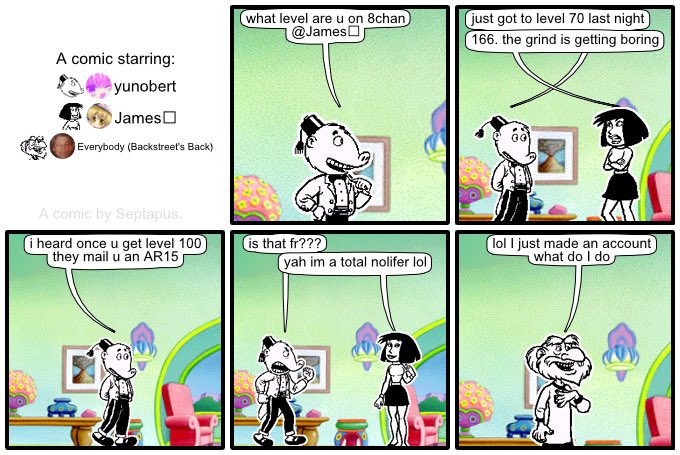 A comic starring:
yunobert
James□
Everybody (Backstreet's Back)
A comic by Septapus.
what level are u on 8chan
@James□
just got to level 70 last night
166. the grind is getting boring
i heard once u get level 100
they mail u an AR15
is that fr???
yah im a total nolifer lol
lol I just made an account
what do I do